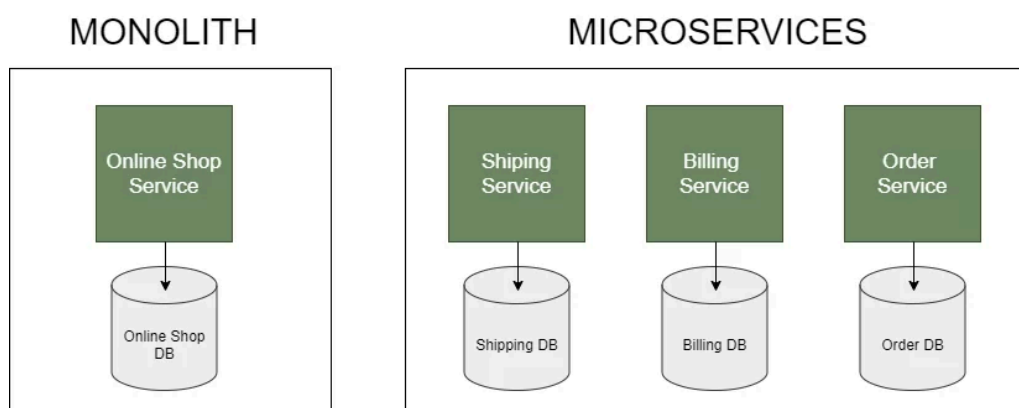 MONOLITH
MICROSERVICES
Online Shop
Service
Shiping
Service
Billing
Service
Order
Service
Online Shop
DB
Shipping DB
Billing DB
Order DB